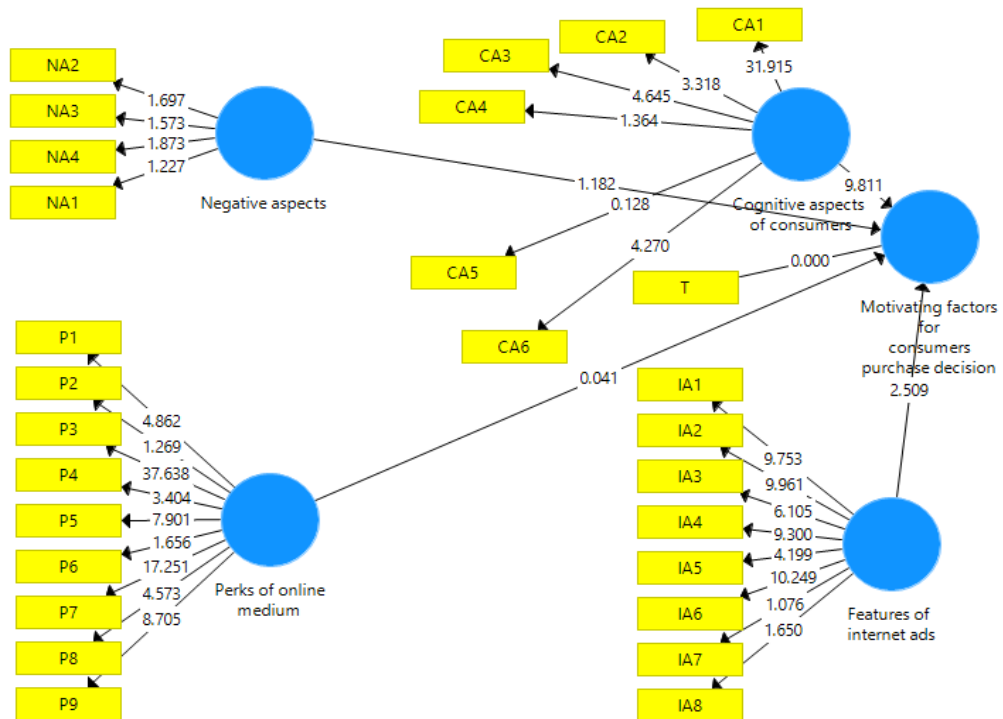 CA1
CA2
CA3
CA4
31.915
3.318
4.645
1.364
NA2
NA3
NA4
NA1
1.697
1.573
1.873
1.227
Negative aspects
1.182
0.128
4.270
9.811
Cognitive aspects
of consumers
CA5
CA6
T
0.000
Motivating factors
for
consumers
purchase decision
2.509
0.041
P1
P2
P3
P4
P5
P6
P7
P8
P9
4.862
1.269
37.638
3.404
7.901
1.656
17.251
4.573
8.705
Perks of online
medium
IA1
IA2
IA3
IA4
IA5
IA6
IA7
IA8
9.753
9.961
6.105
9.300
4.199
10.249
1.076
1.650
Features of
internet ads